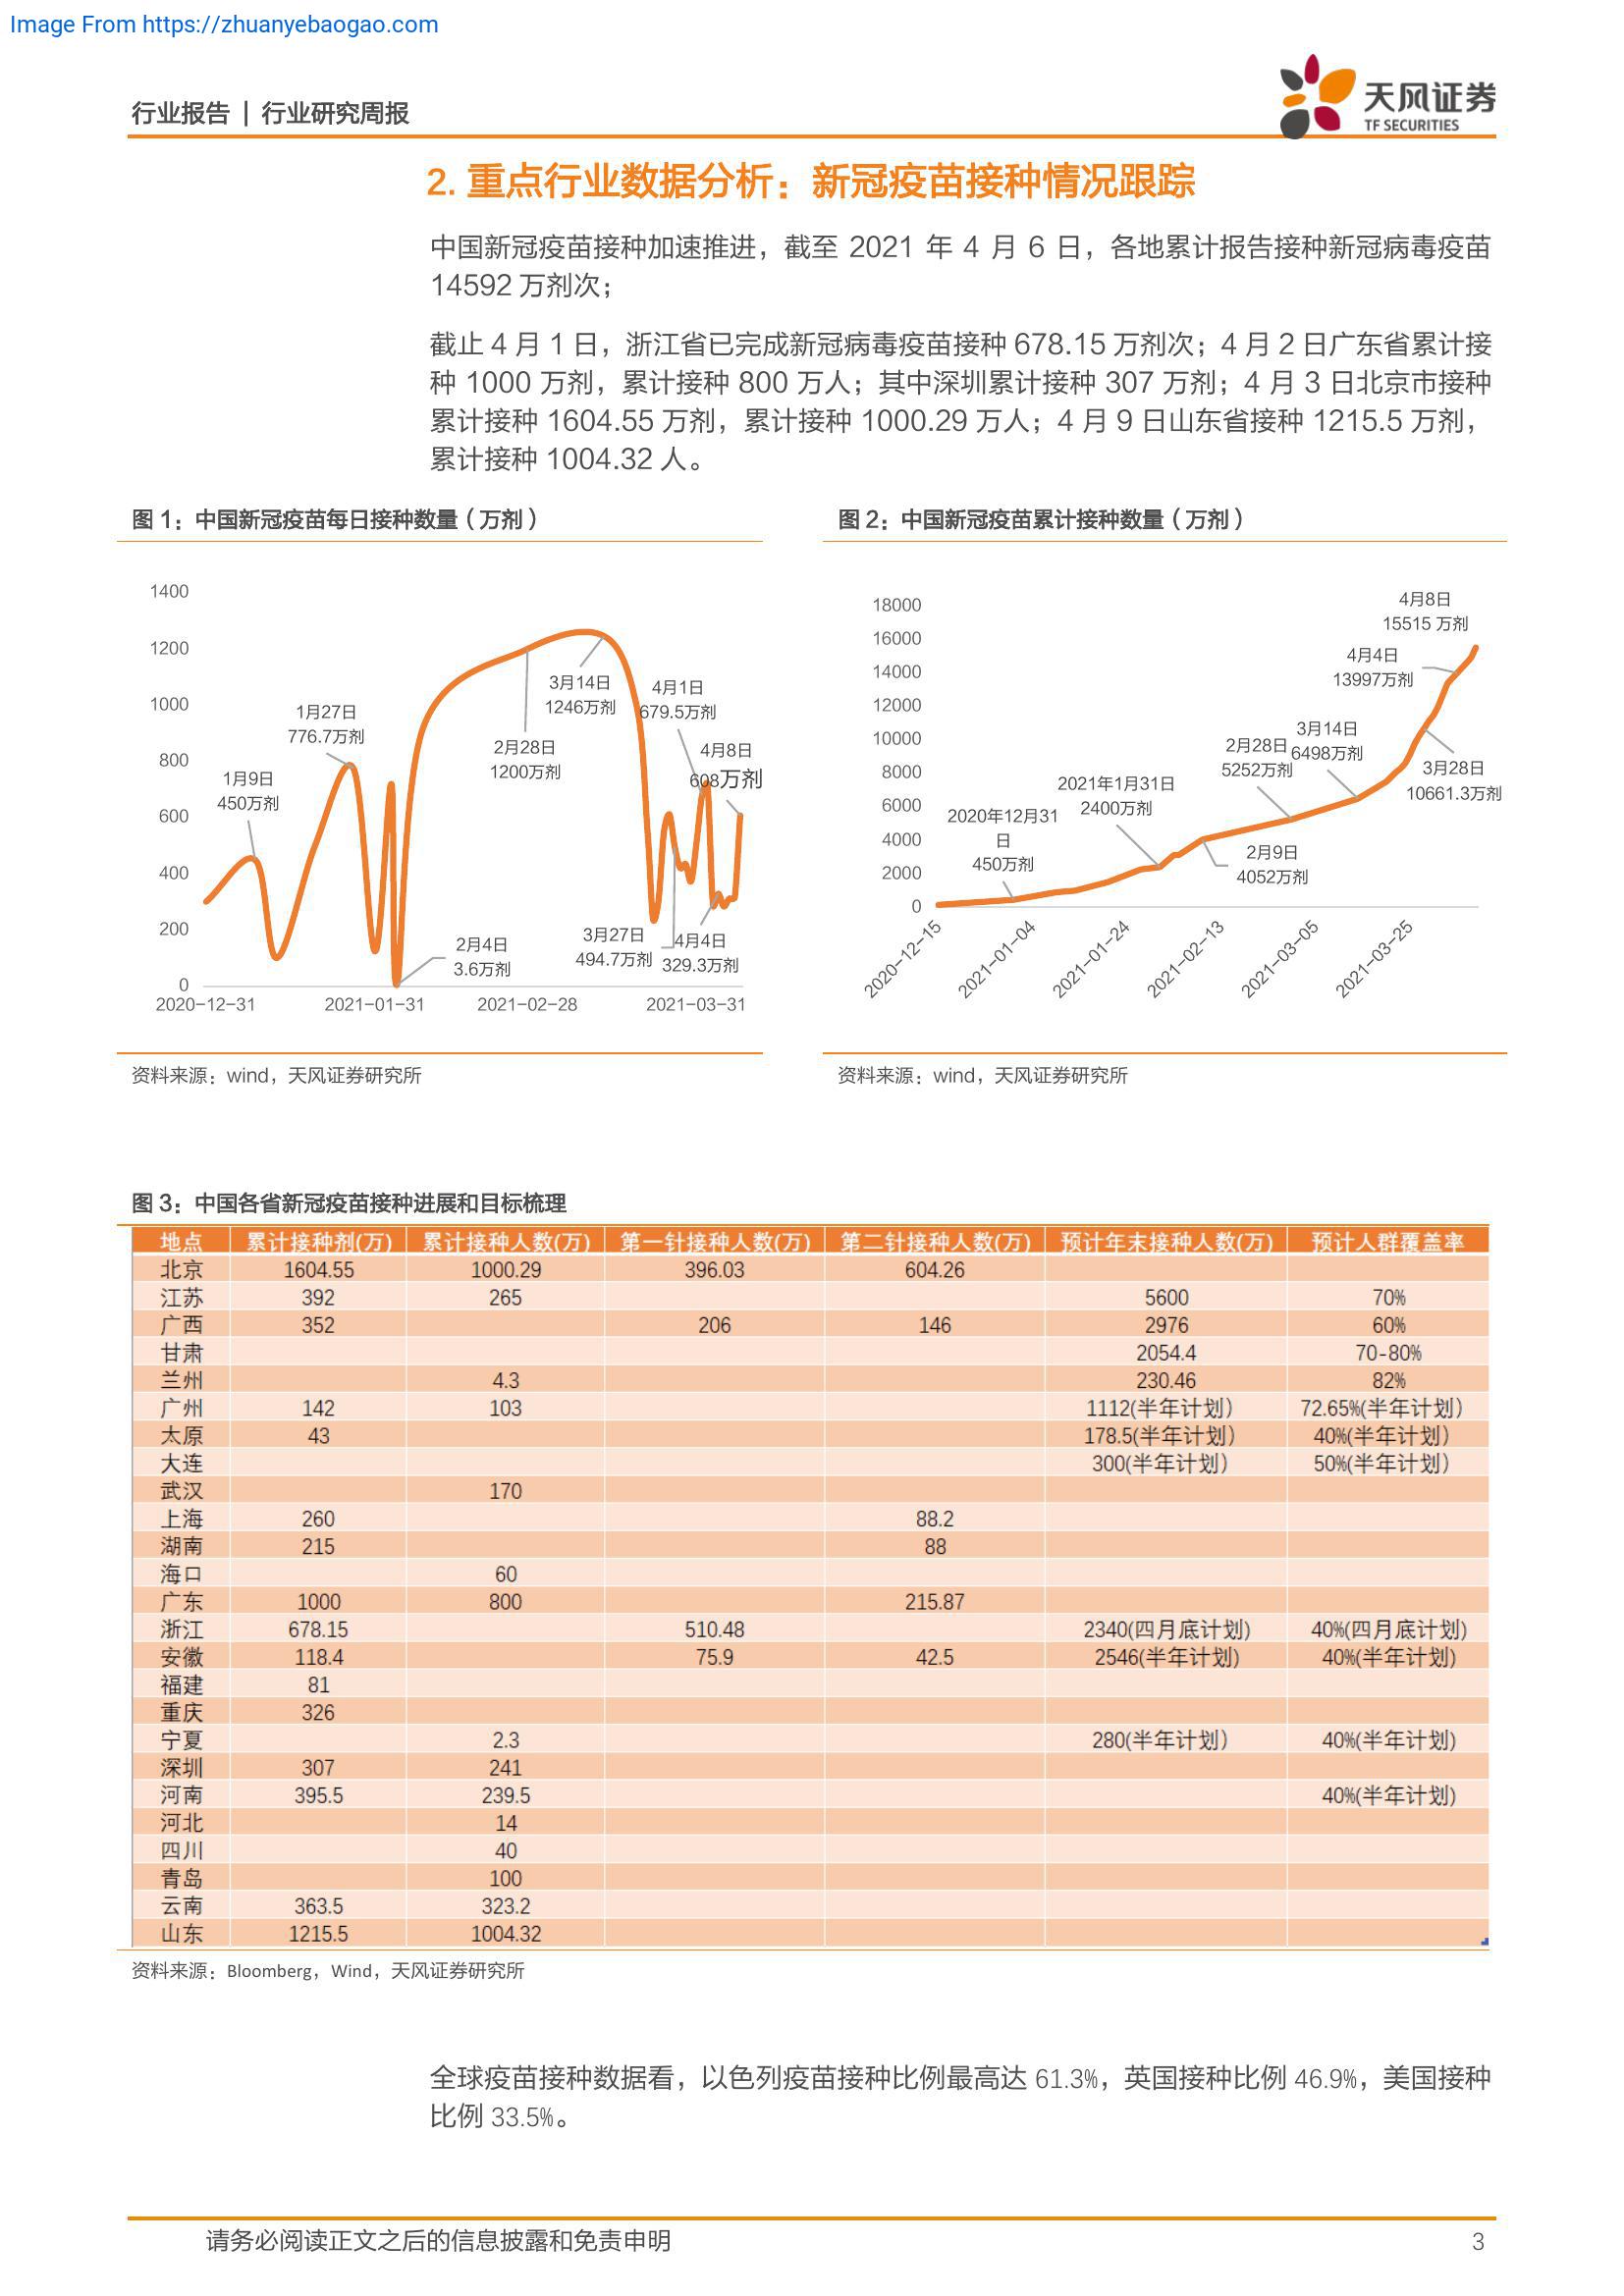 Image From https://zhuanyebaogao.com
行业报告 | 行业研究周报
天风证券
TF SECURITIES
2. 重点行业数据分析：新冠疫苗接种情况跟踪
中国新冠疫苗接种加速推进，截至 2021 年 4 月 6 日，各地累计报告接种新冠病毒疫苗
14592 万剂次；
截止 4 月 1 日，浙江省已完成新冠病毒疫苗接种 678.15 万剂次；4 月 2 日广东省累计接
种 1000 万剂，累计接种 800 万人；其中深圳累计接种 307 万剂；4 月 3 日北京市接种
累计接种 1604.55 万剂，累计接种 1000.29 万人；4 月 9 日山东省接种 1215.5 万剂，
累计接种 1004.32 人。
图 1：中国新冠疫苗每日接种数量（万剂）
1400
1200
1000
800
600
400
200
0
2020-12-31 2021-01-31 2021-02-28 2021-03-31
1月9日
450万剂
1月27日
776.7万剂
2月4日
3.6万剂
2月28日
1200万剂
3月14日
1246万剂
3月27日
494.7万剂
4月1日
679.5万剂
4月4日
329.3万剂
4月8日
608万剂
资料来源：wind，天风证券研究所
图 2：中国新冠疫苗累计接种数量（万剂）
18000
16000
14000
12000
10000
8000
6000
4000
2000
0
2020-12-15 2021-01-04 2021-01-24 2021-02-13 2021-03-05 2021-03-25
2020年12月31
日
450万剂
2021年1月31日
2400万剂
2月9日
4052万剂
2月28日
5252万剂
3月14日
6498万剂
3月28日
10661.3万剂
4月4日
13997万剂
4月8日
15515 万剂
资料来源：wind，天风证券研究所
图 3：中国各省新冠疫苗接种进展和目标梳理
地点 累计接种剂(万) 累计接种人数(万) 第一针接种人数(万) 第二针接种人数(万) 预计年末接种人数(万) 预计人群覆盖率
北京 1604.55 1000.29 396.03 604.26
江苏 392 265 5600 70%
广西 352 206 146 2976 60%
甘肃 2054.4 70-80%
兰州 4.3 230.46 82%
广州 142 103 1112(半年计划） 72.65%(半年计划）
太原 43 178.5(半年计划） 40%(半年计划）
大连 300(半年计划） 50%(半年计划）
武汉 170
上海 260 88.2
湖南 215 88
海口 60
广东 1000 800 215.87
浙江 678.15 510.48 2340(四月底计划) 40%(四月底计划)
安徽 118.4 75.9 42.5 2546(半年计划) 40%(半年计划)
福建 81
重庆 326
宁夏 2.3 280(半年计划） 40%(半年计划)
深圳 307 241
河南 395.5 239.5 40%(半年计划)
河北 14
四川 40
青岛 100
云南 363.5 323.2
山东 1215.5 1004.32
资料来源：Bloomberg，Wind，天风证券研究所
全球疫苗接种数据看，以色列疫苗接种比例最高达 61.3%，英国接种比例 46.9%，美国接种
比例 33.5%。
请务必阅读正文之后的信息披露和免责申明 3